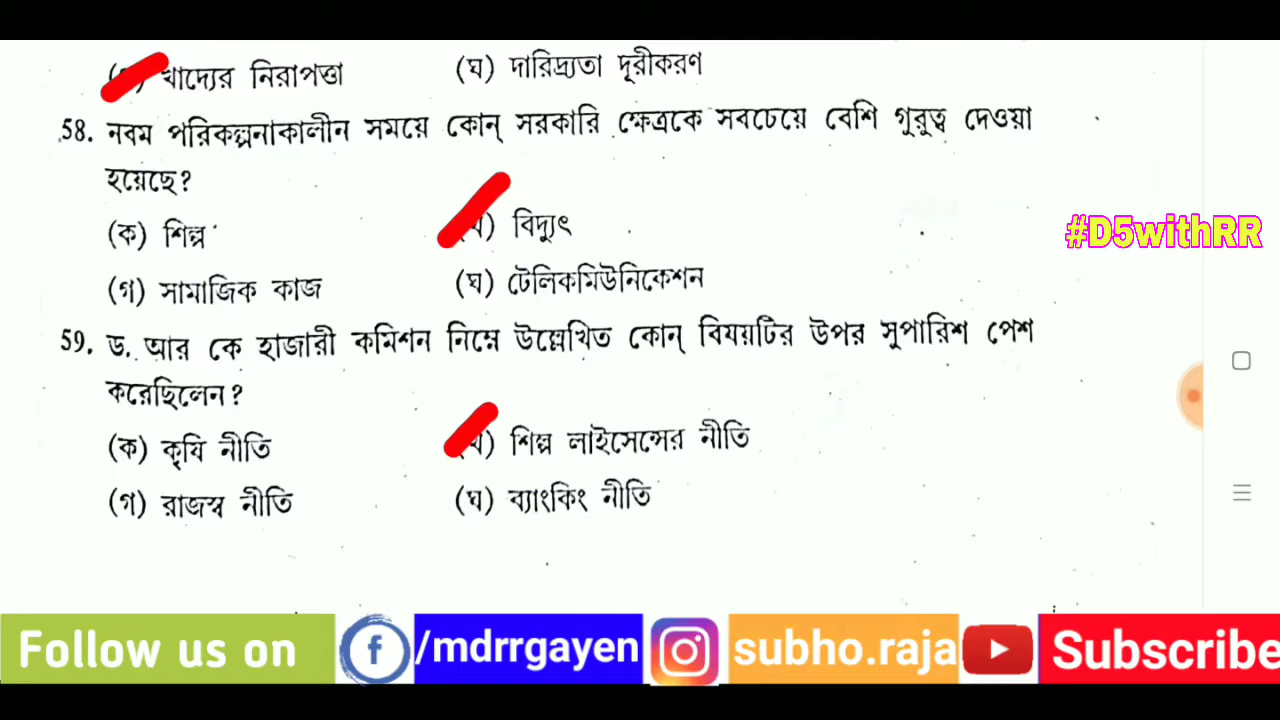 খাদ্যের নিরাপত্তা (ঘ) দারিদ্র্যতা দূরীকরণ
58. নবম পরিকল্পনাকালীন সময়ে কোন্ সরকারি ক্ষেত্রকে সবচেয়ে বেশি গুরুত্ব দেওয়া
হয়েছে?
(ক) শিল্প বিদ্যুৎ
#D5withRR
(গ) সামাজিক কাজ (ঘ) টেলিকমিউনিকেশন
59. ড. আর কে হাজারী কমিশন নিম্নে উল্লেখিত কোন্ বিষয়টির উপর সুপারিশ পেশ
করেছিলেন?
(ক) কৃষি নীতি শিল্প লাইসেন্সের নীতি
(গ) রাজস্ব নীতি (ঘ) ব্যাংকিং নীতি
Follow us on f /mdrrgayen subho.raja Subscribe